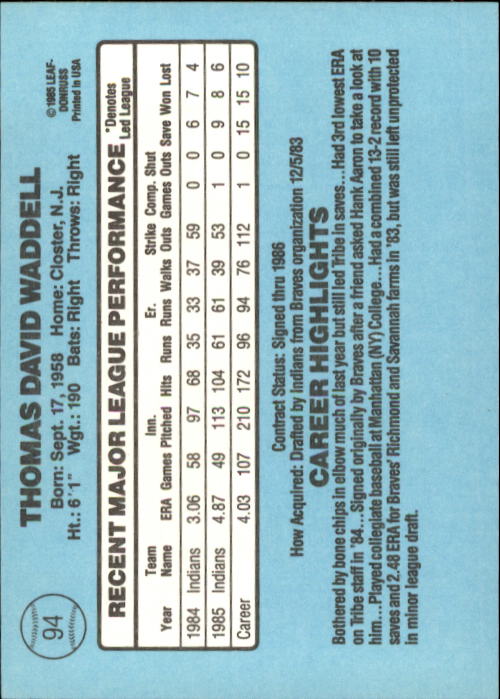 94
THOMAS DAVID WADDELL
Born: Sept. 17, 1958 Home: Closter, N.J.
Ht.: 6'1" Wgt.: 190 Bats: Right Throws: Right
©1985 LEAF-
DONRUSS
Printed in USA
RECENT MAJOR LEAGUE PERFORMANCE *Denotes
Led League
Team Inn. Er. Strike Comp. Shut
Year Name ERA Games Pitched Hits Runs Runs Walks Outs Games Outs Save Won Lost
1984 Indians 3.06 58 97 68 35 33 37 59 0 0 6 7 4
1985 Indians 4.87 49 113 104 61 61 39 53 1 0 9 8 6
Career 4.03 107 210 172 96 94 76 112 1 0 15 15 10
Contract Status: Signed thru 1986
How Acquired: Drafted by Indians from Braves organization 12/5/83
CAREER HIGHLIGHTS
Bothered by bone chips in elbow much of last year but still led Tribe in saves...Had 3rd lowest ERA
on Tribe staff in '84...Signed originally by Braves after a friend asked Hank Aaron to take a look at
him...Played collegiate baseball at Manhattan (NY) College...Had a combined 13-2 record with 10
saves and 2.48 ERA for Braves' Richmond and Savannah farms in '83, but was still left unprotected
in minor league draft.